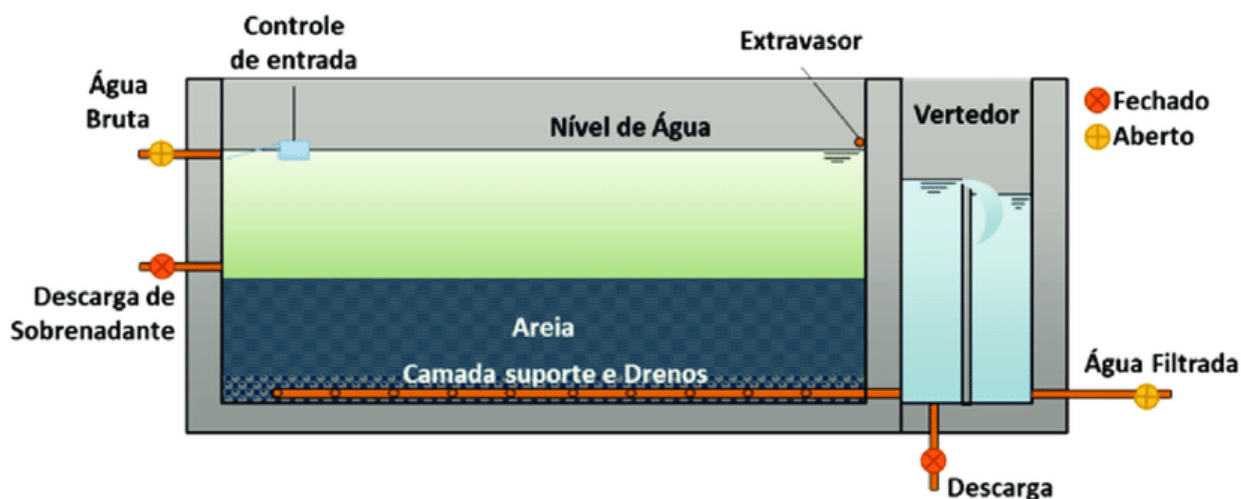 Controle
de entrada
Extravasor
Água
Bruta
Nível de Água
Vertedor
Fechado
Aberto
Descarga de
Sobrenadante
Areia
Camada suporte e Drenos
Água Filtrada
Descarga